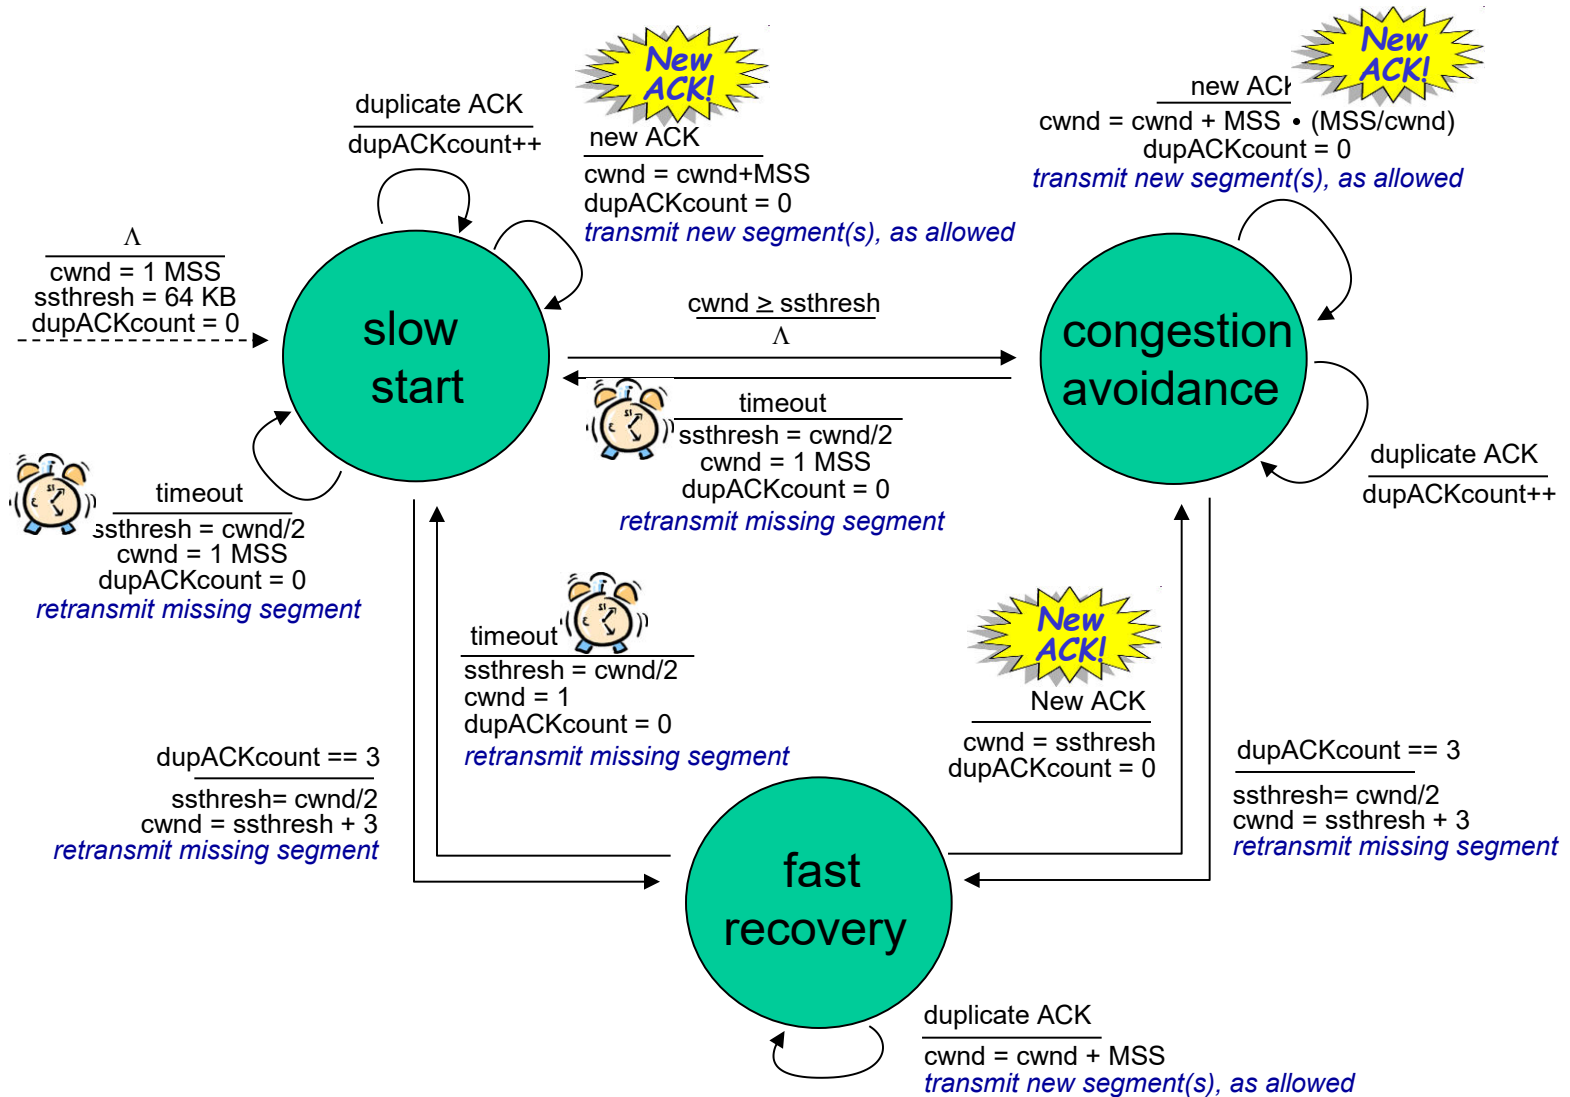 New
ACK!
duplicate ACK
dupACKcount++
new ACK
cwnd = cwnd+MSS
dupACKcount = 0
transmit new segment(s), as allowed
New
ACK!
new ACK
cwnd = cwnd + MSS • (MSS/cwnd)
dupACKcount = 0
transmit new segment(s), as allowed
Λ
cwnd = 1 MSS
ssthresh = 64 KB
dupACKcount = 0
slow
start
cwnd ≥ ssthresh
Λ
congestion
avoidance
timeout
ssthresh = cwnd/2
cwnd = 1 MSS
dupACKcount = 0
retransmit missing segment
duplicate ACK
dupACKcount++
timeout
ssthresh = cwnd/2
cwnd = 1 MSS
dupACKcount = 0
retransmit missing segment
timeout
ssthresh = cwnd/2
cwnd = 1
dupACKcount = 0
retransmit missing segment
New
ACK!
New ACK
cwnd = ssthresh
dupACKcount = 0
dupACKcount == 3
ssthresh= cwnd/2
cwnd = ssthresh + 3
retransmit missing segment
dupACKcount == 3
ssthresh= cwnd/2
cwnd = ssthresh + 3
retransmit missing segment
fast
recovery
duplicate ACK
cwnd = cwnd + MSS
transmit new segment(s), as allowed